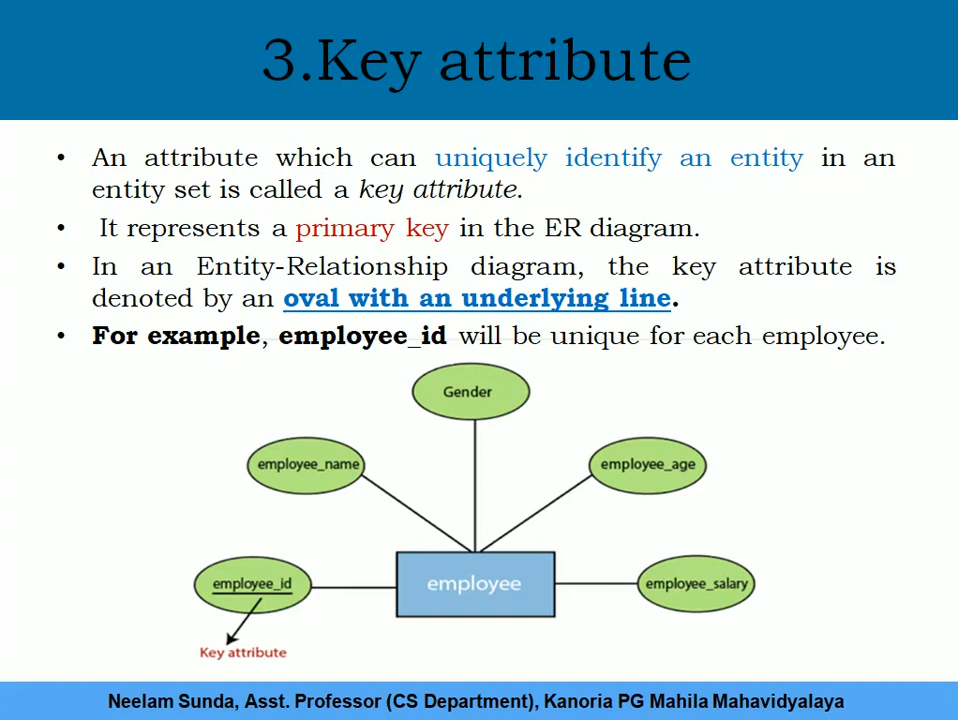 3.Key attribute
• An attribute which can uniquely identify an entity in an
entity set is called a key attribute.
• It represents a primary key in the ER diagram.
• In an Entity-Relationship diagram, the key attribute is
denoted by an oval with an underlying line.
• For example, employee_id will be unique for each employee.
Gender
employee_name
employee_age
employee_id
employee
employee_salary
Key attribute
Neelam Sunda, Asst. Professor (CS Department), Kanoria PG Mahila Mahavidyalaya